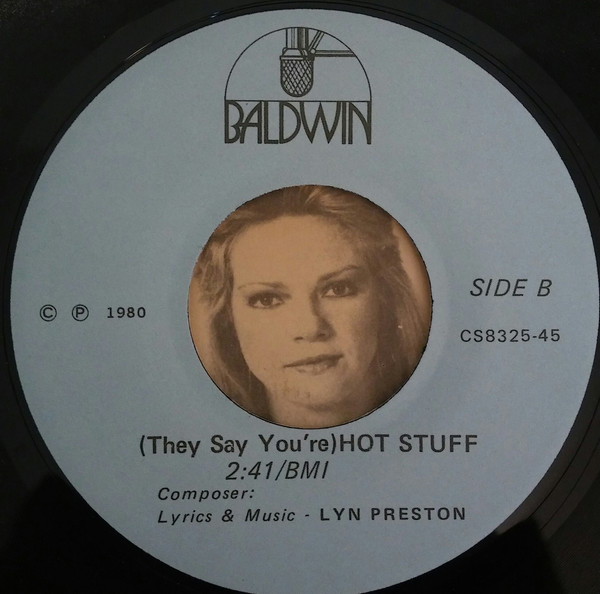 BALDWIN
© ℗ 1980
SIDE B
CS8325-45
(They Say You're)HOT STUFF
2:41/BMI
Composer:
Lyrics & Music - LYN PRESTON